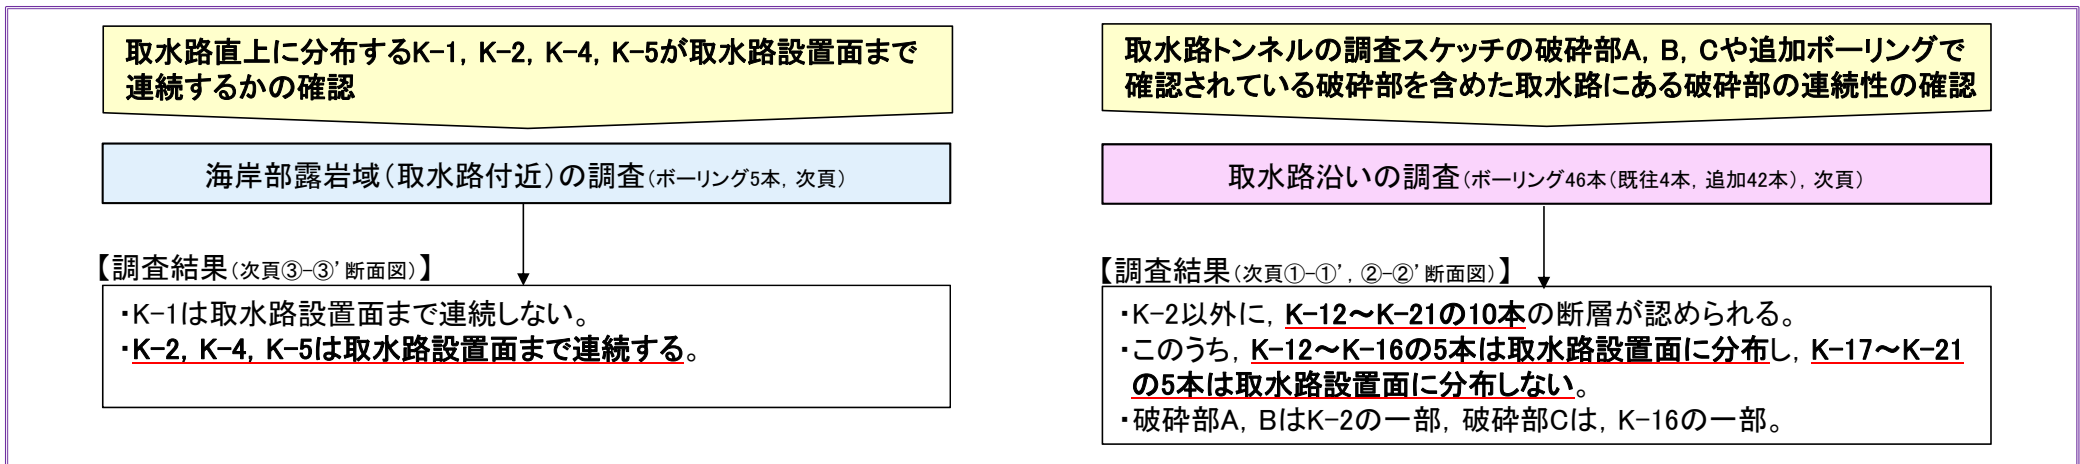 取水路直上に分布するK-1, K-2, K-4, K-5が取水路設置面まで
連続するかの確認
海岸部露岩域(取水路付近)の調査(ボーリング5本, 次頁)
【調査結果(次頁③-③’断面図)】
・K-1は取水路設置面まで連続しない。
・K-2, K-4, K-5は取水路設置面まで連続する。
取水路トンネルの調査スケッチの破砕部A, B, Cや追加ボーリングで
確認されている破砕部を含めた取水路にある破砕部の連続性の確認
取水路沿いの調査(ボーリング46本(既往4本, 追加42本), 次頁)
【調査結果(次頁①-①’, ②-②’断面図)】
・K-2以外に, K-12～K-21の10本の断層が認められる。
・このうち, K-12～K-16の5本は取水路設置面に分布し, K-17～K-21
の5本は取水路設置面に分布しない。
・破砕部A, BはK-2の一部, 破砕部Cは, K-16の一部。